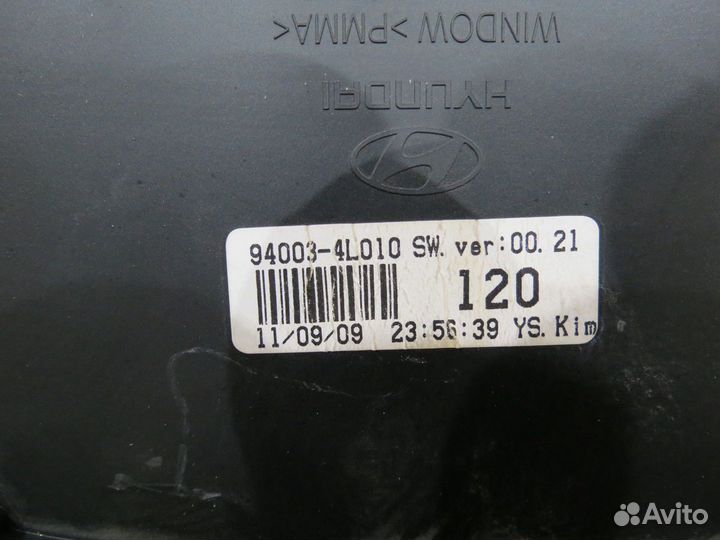 WINDOW >PMMA<
HYUNDAI
94003-4L010 SW. ver:00. 21
120
11/09/09 23:56:39 YS. Kim
Avito